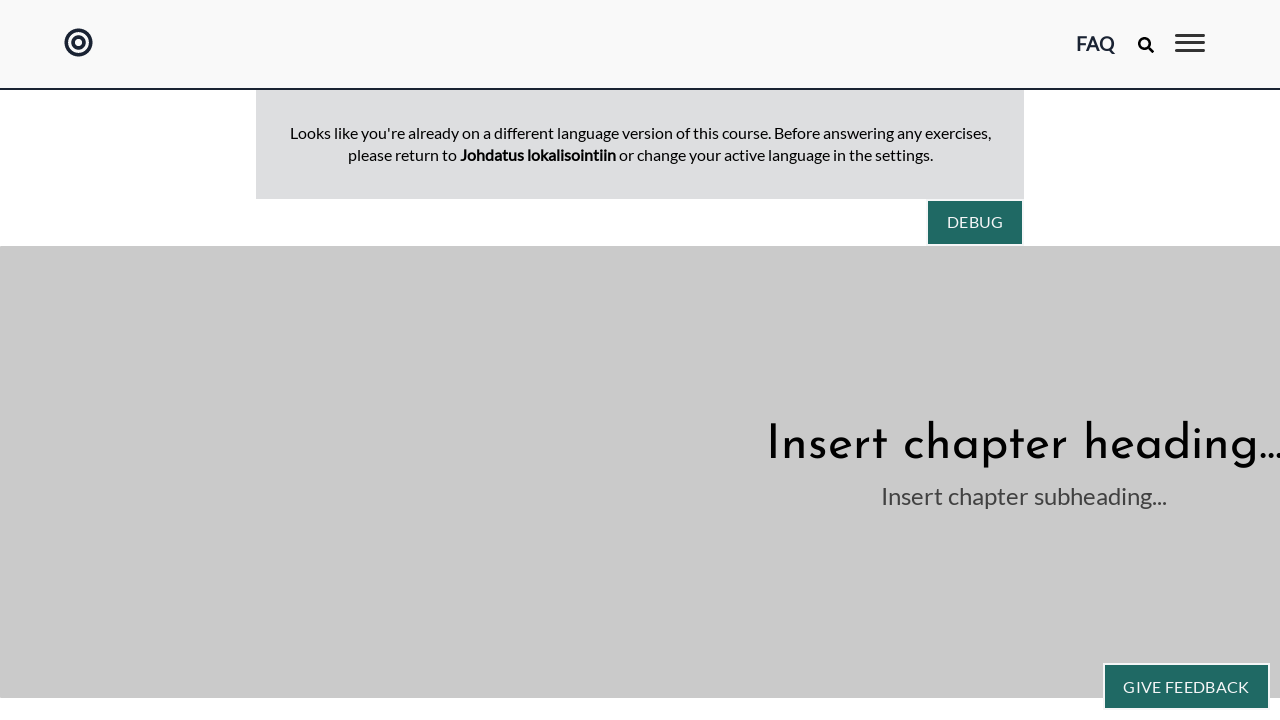 FAQ
Looks like you're already on a different language version of this course. Before answering any exercises,
please return to Johdatus lokalisointiin or change your active language in the settings.
DEBUG
Insert chapter heading...
Insert chapter subheading...
GIVE FEEDBACK